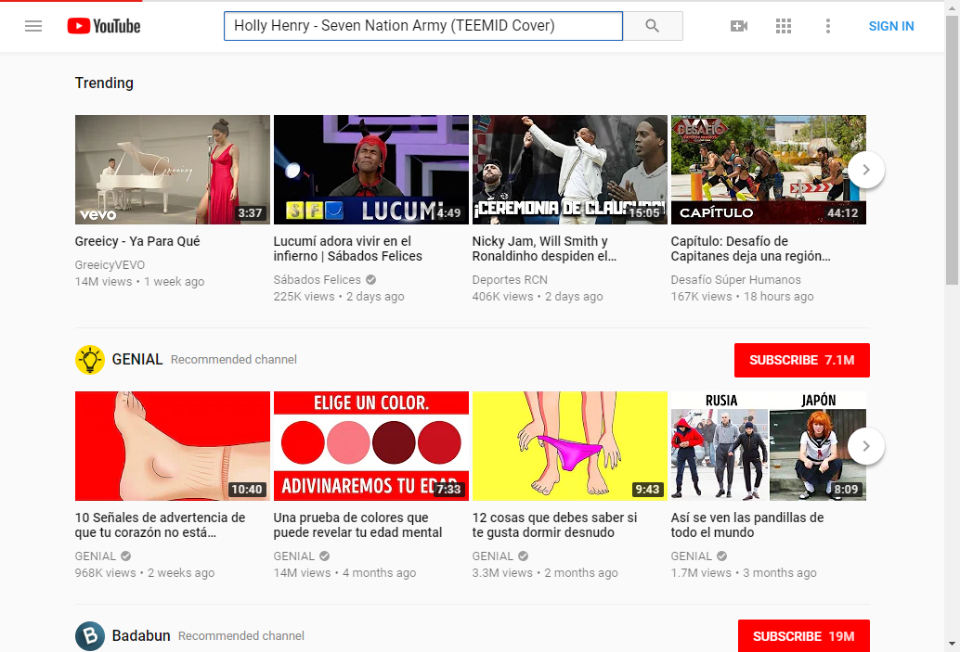 YouTube
Holly Henry - Seven Nation Army (TEEMID Cover)
SIGN IN
Trending
vevo
Greeicy
3:37
SFL LUCUMÍ
4:49
¡CEREMONIA DE CLAUSURA!
15:05
DESAFÍO
CAPÍTULO
44:12
Greeicy - Ya Para Qué
GreeicyVEVO
14M views • 1 week ago
Lucumí adora vivir en el
infierno | Sábados Felices
Sábados Felices
225K views • 2 days ago
Nicky Jam, Will Smith y
Ronaldinho despiden el...
Deportes RCN
406K views • 2 days ago
Capítulo: Desafío de
Capitanes deja una región...
Desafío Súper Humanos
167K views • 18 hours ago
GENIAL Recommended channel
SUBSCRIBE 7.1M
10:40
ELIGE UN COLOR.
ADIVINAREMOS TU EDAD
7:33
9:43
RUSIA
JAPÓN
8:09
10 Señales de advertencia de
que tu corazón no está...
GENIAL
968K views • 2 weeks ago
Una prueba de colores que
puede revelar tu edad mental
GENIAL
14M views • 4 months ago
12 cosas que debes saber si
te gusta dormir desnudo
GENIAL
3.3M views • 2 months ago
Así se ven las pandillas de
todo el mundo
GENIAL
1.7M views • 3 months ago
B
Badabun Recommended channel
SUBSCRIBE 19M